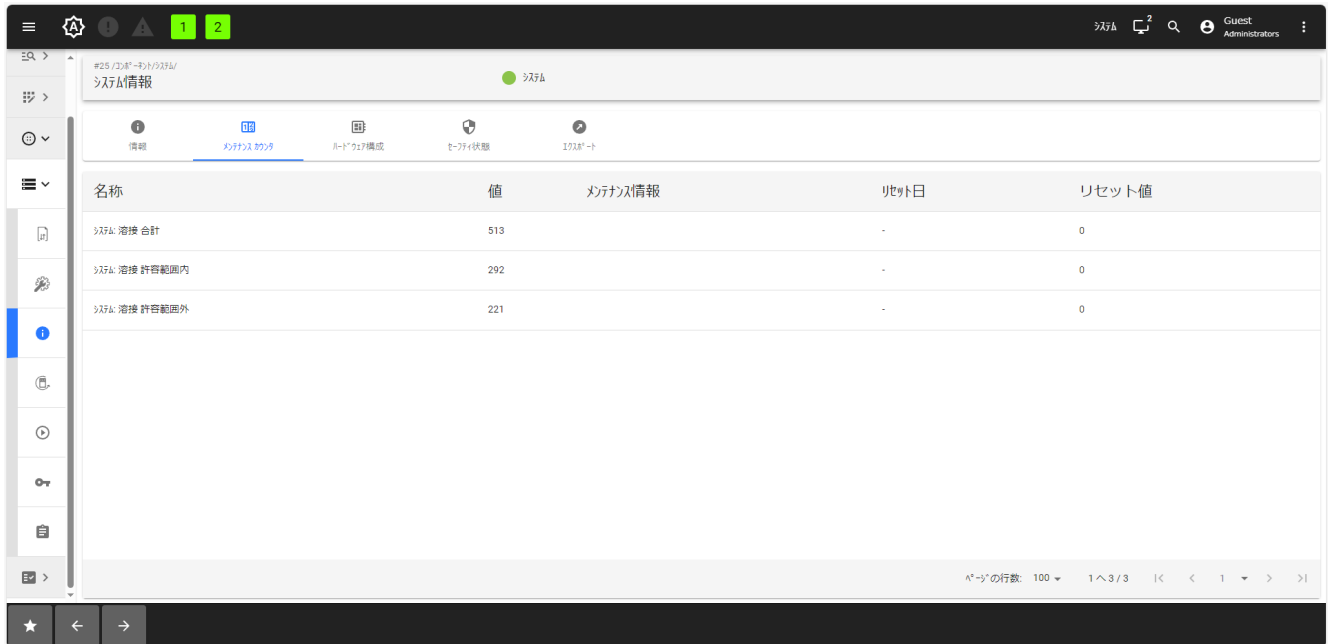 1 2 ｼｽﾃﾑ 2 Guest
Administrators
#25 /ｺﾝﾎﾟｰﾈﾝﾄ/ｼｽﾃﾑ/
ｼｽﾃﾑ情報 ｼｽﾃﾑ
情報 ﾒﾝﾃﾅﾝｽ ｶｳﾝﾀ ﾊｰﾄﾞｳｪｱ構成 ｾｰﾌﾃｨ状態 ｴｸｽﾎﾟｰﾄ
名称 値 ﾒﾝﾃﾅﾝｽ情報 ﾘｾｯﾄ日 リセット値
ｼｽﾃﾑ: 溶接 合計 513 - 0
ｼｽﾃﾑ: 溶接 許容範囲内 292 - 0
ｼｽﾃﾑ: 溶接 許容範囲外 221 - 0
ﾍﾟｰｼﾞの行数: 100 1へ3/3 1